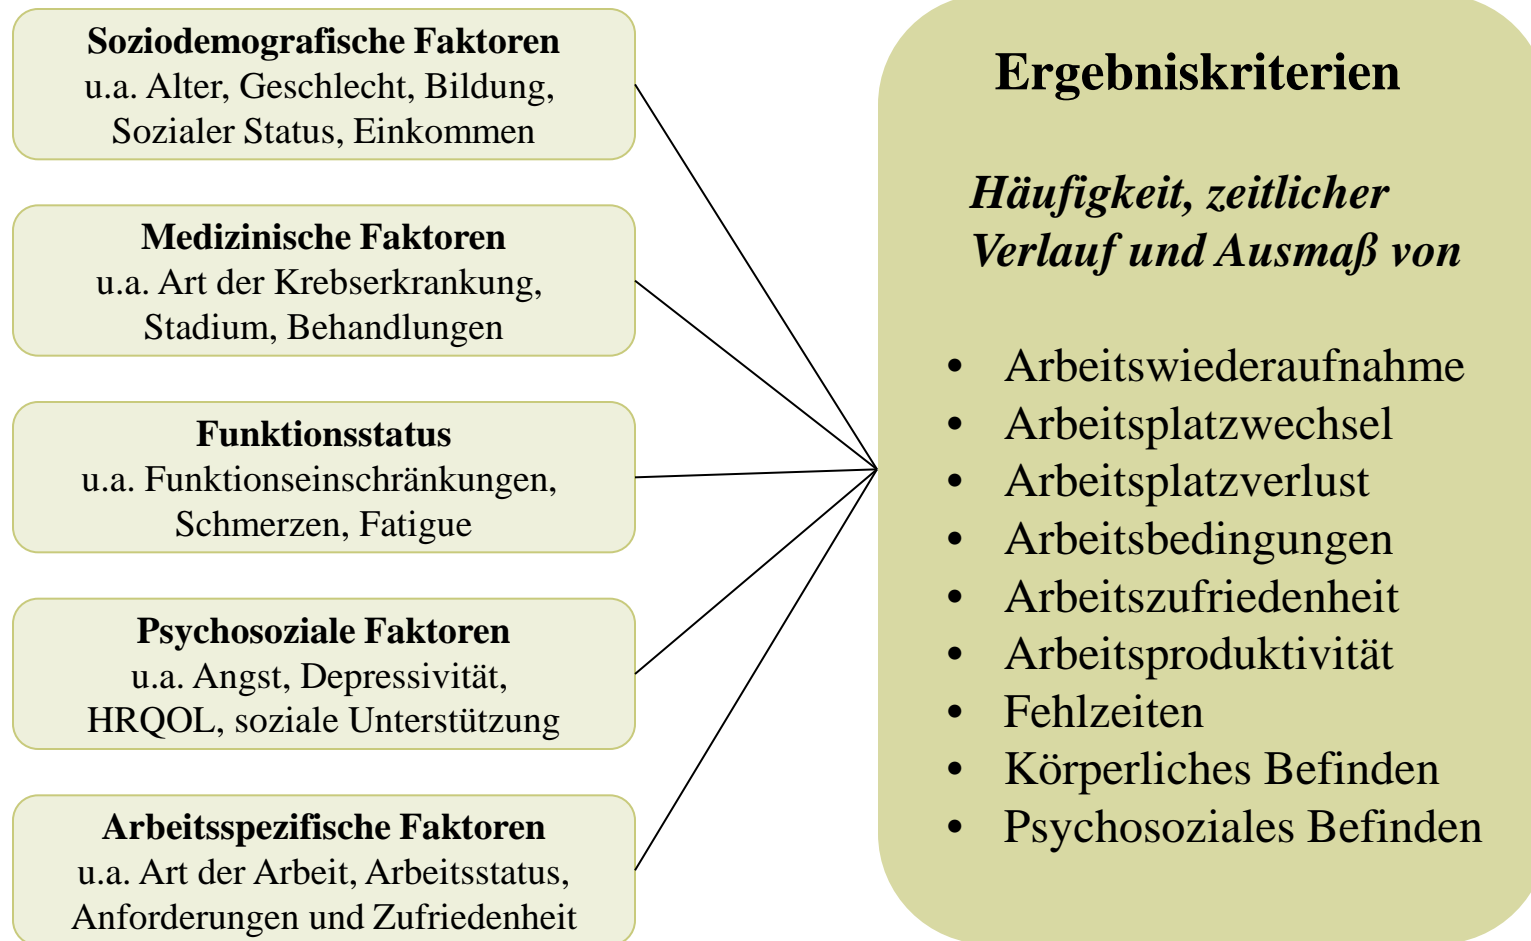 Soziodemografische Faktoren
u.a. Alter, Geschlecht, Bildung,
Sozialer Status, Einkommen
Medizinische Faktoren
u.a. Art der Krebserkrankung,
Stadium, Behandlungen
Funktionsstatus
u.a. Funktionseinschränkungen,
Schmerzen, Fatigue
Psychosoziale Faktoren
u.a. Angst, Depressivität,
HRQOL, soziale Unterstützung
Arbeitsspezifische Faktoren
u.a. Art der Arbeit, Arbeitsstatus,
Anforderungen und Zufriedenheit
Ergebniskriterien
Häufigkeit, zeitlicher
Verlauf und Ausmaß von
• Arbeitswiederaufnahme
• Arbeitsplatzwechsel
• Arbeitsplatzverlust
• Arbeitsbedingungen
• Arbeitszufriedenheit
• Arbeitsproduktivität
• Fehlzeiten
• Körperliches Befinden
• Psychosoziales Befinden